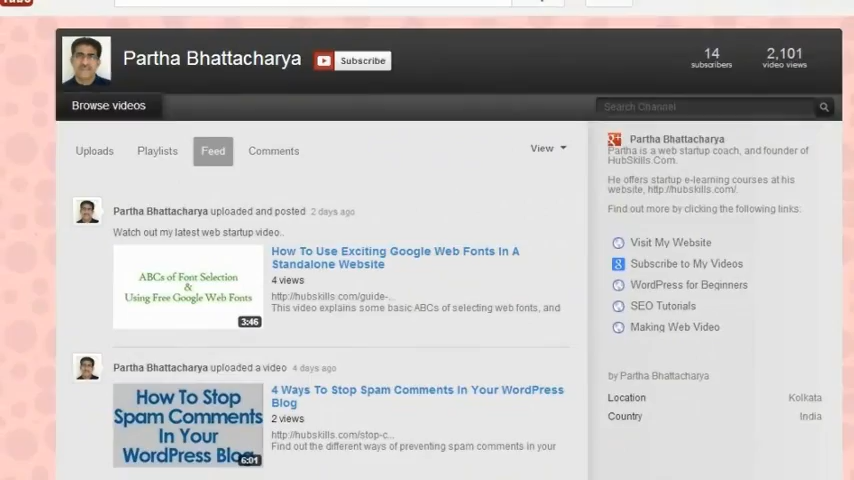 Tube
Partha Bhattacharya
Subscribe
14
subscribers
2,101
video views
Browse videos
Search Channel
Uploads
Playlists
Feed
Comments
View
Partha Bhattacharya uploaded and posted 2 days ago
Watch out my latest web startup video..
ABCs of Font Selection
&
Using Free Google Web Fonts
3:46
How To Use Exciting Google Web Fonts In A
Standalone Website
4 views
http://hubskills.com/guide-...
This video explains some basic ABCs of selecting web fonts, and
Partha Bhattacharya uploaded a video 4 days ago
How To Stop
Spam Comments
In Your
WordPress Blog
6:01
4 Ways To Stop Spam Comments In Your WordPress
Blog
2 views
http://hubskills.com/stop-c...
Find out the different ways of preventing spam comments in your
Partha Bhattacharya
Partha is a web startup coach, and founder of
HubSkills.Com.
He offers startup e-learning courses at his
website, http://hubskills.com/.
Find out more by clicking the following links:
Visit My Website
Subscribe to My Videos
WordPress for Beginners
SEO Tutorials
Making Web Video
by Partha Bhattacharya
Location Kolkata
Country India